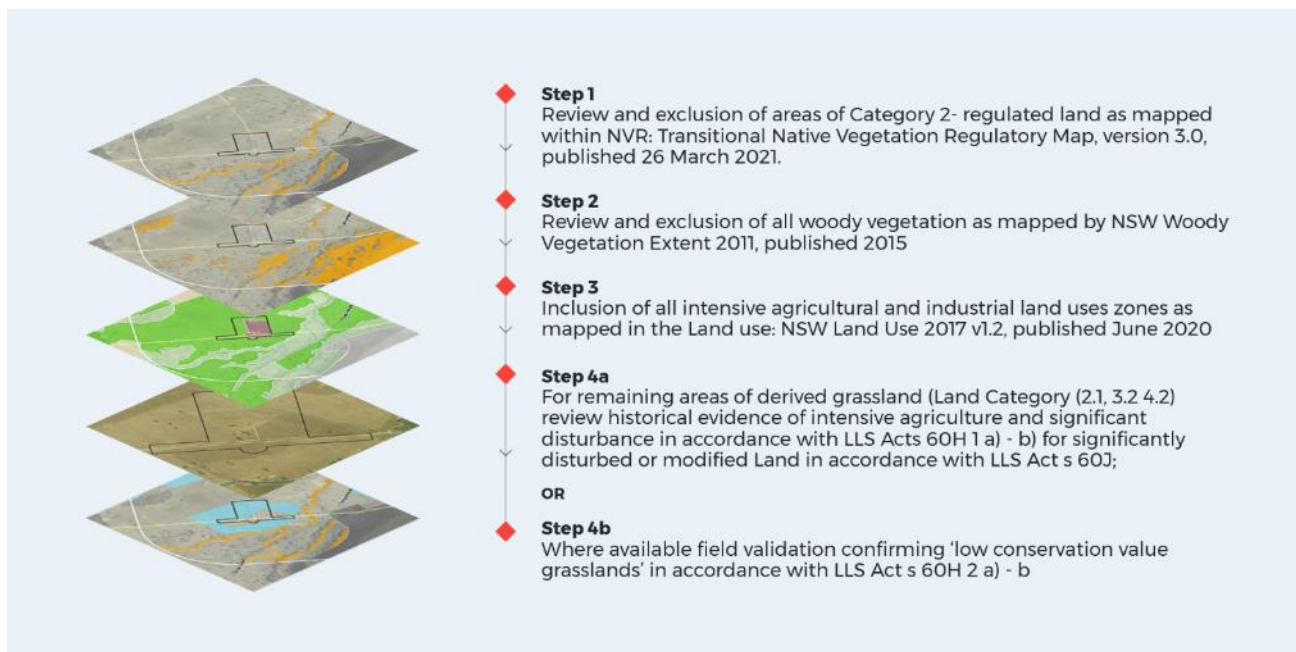 Step 1
Review and exclusion of areas of Category 2- regulated land as mapped
within NVR: Transitional Native Vegetation Regulatory Map, version 3.0,
published 26 March 2021.
Step 2
Review and exclusion of all woody vegetation as mapped by NSW Woody
Vegetation Extent 2011, published 2015
Step 3
Inclusion of all intensive agricultural and industrial land uses zones as
mapped in the Land use: NSW Land Use 2017 v1.2, published June 2020
Step 4a
For remaining areas of derived grassland (Land Category (2.1, 3.2 4.2)
review historical evidence of intensive agriculture and significant
disturbance in accordance with LLS Acts 60H 1 a) - b) for significantly
disturbed or modified Land in accordance with LLS Act s 60J;
OR
Step 4b
Where available field validation confirming ‘low conservation value
grasslands’ in accordance with LLS Act s 60H 2 a) - b